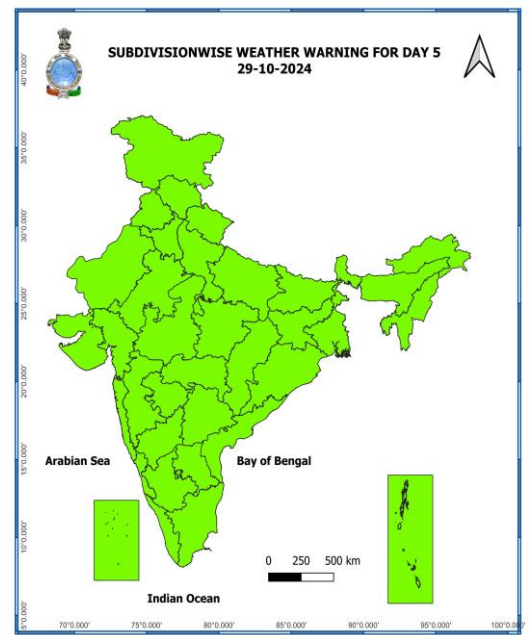 SUBDIVISIONWISE WEATHER WARNING FOR DAY 5
29-10-2024
40°0.000'
35°0.000'
30°0.000'
25°0.000'
20°0.000'
15°0.000'
10°0.000'
5°0.000'
Arabian Sea
Bay of Bengal
0 250 500 km
Indian Ocean
70°0.000' 75°0.000' 80°0.000' 85°0.000' 90°0.000' 95°0.000' 100°0.000'